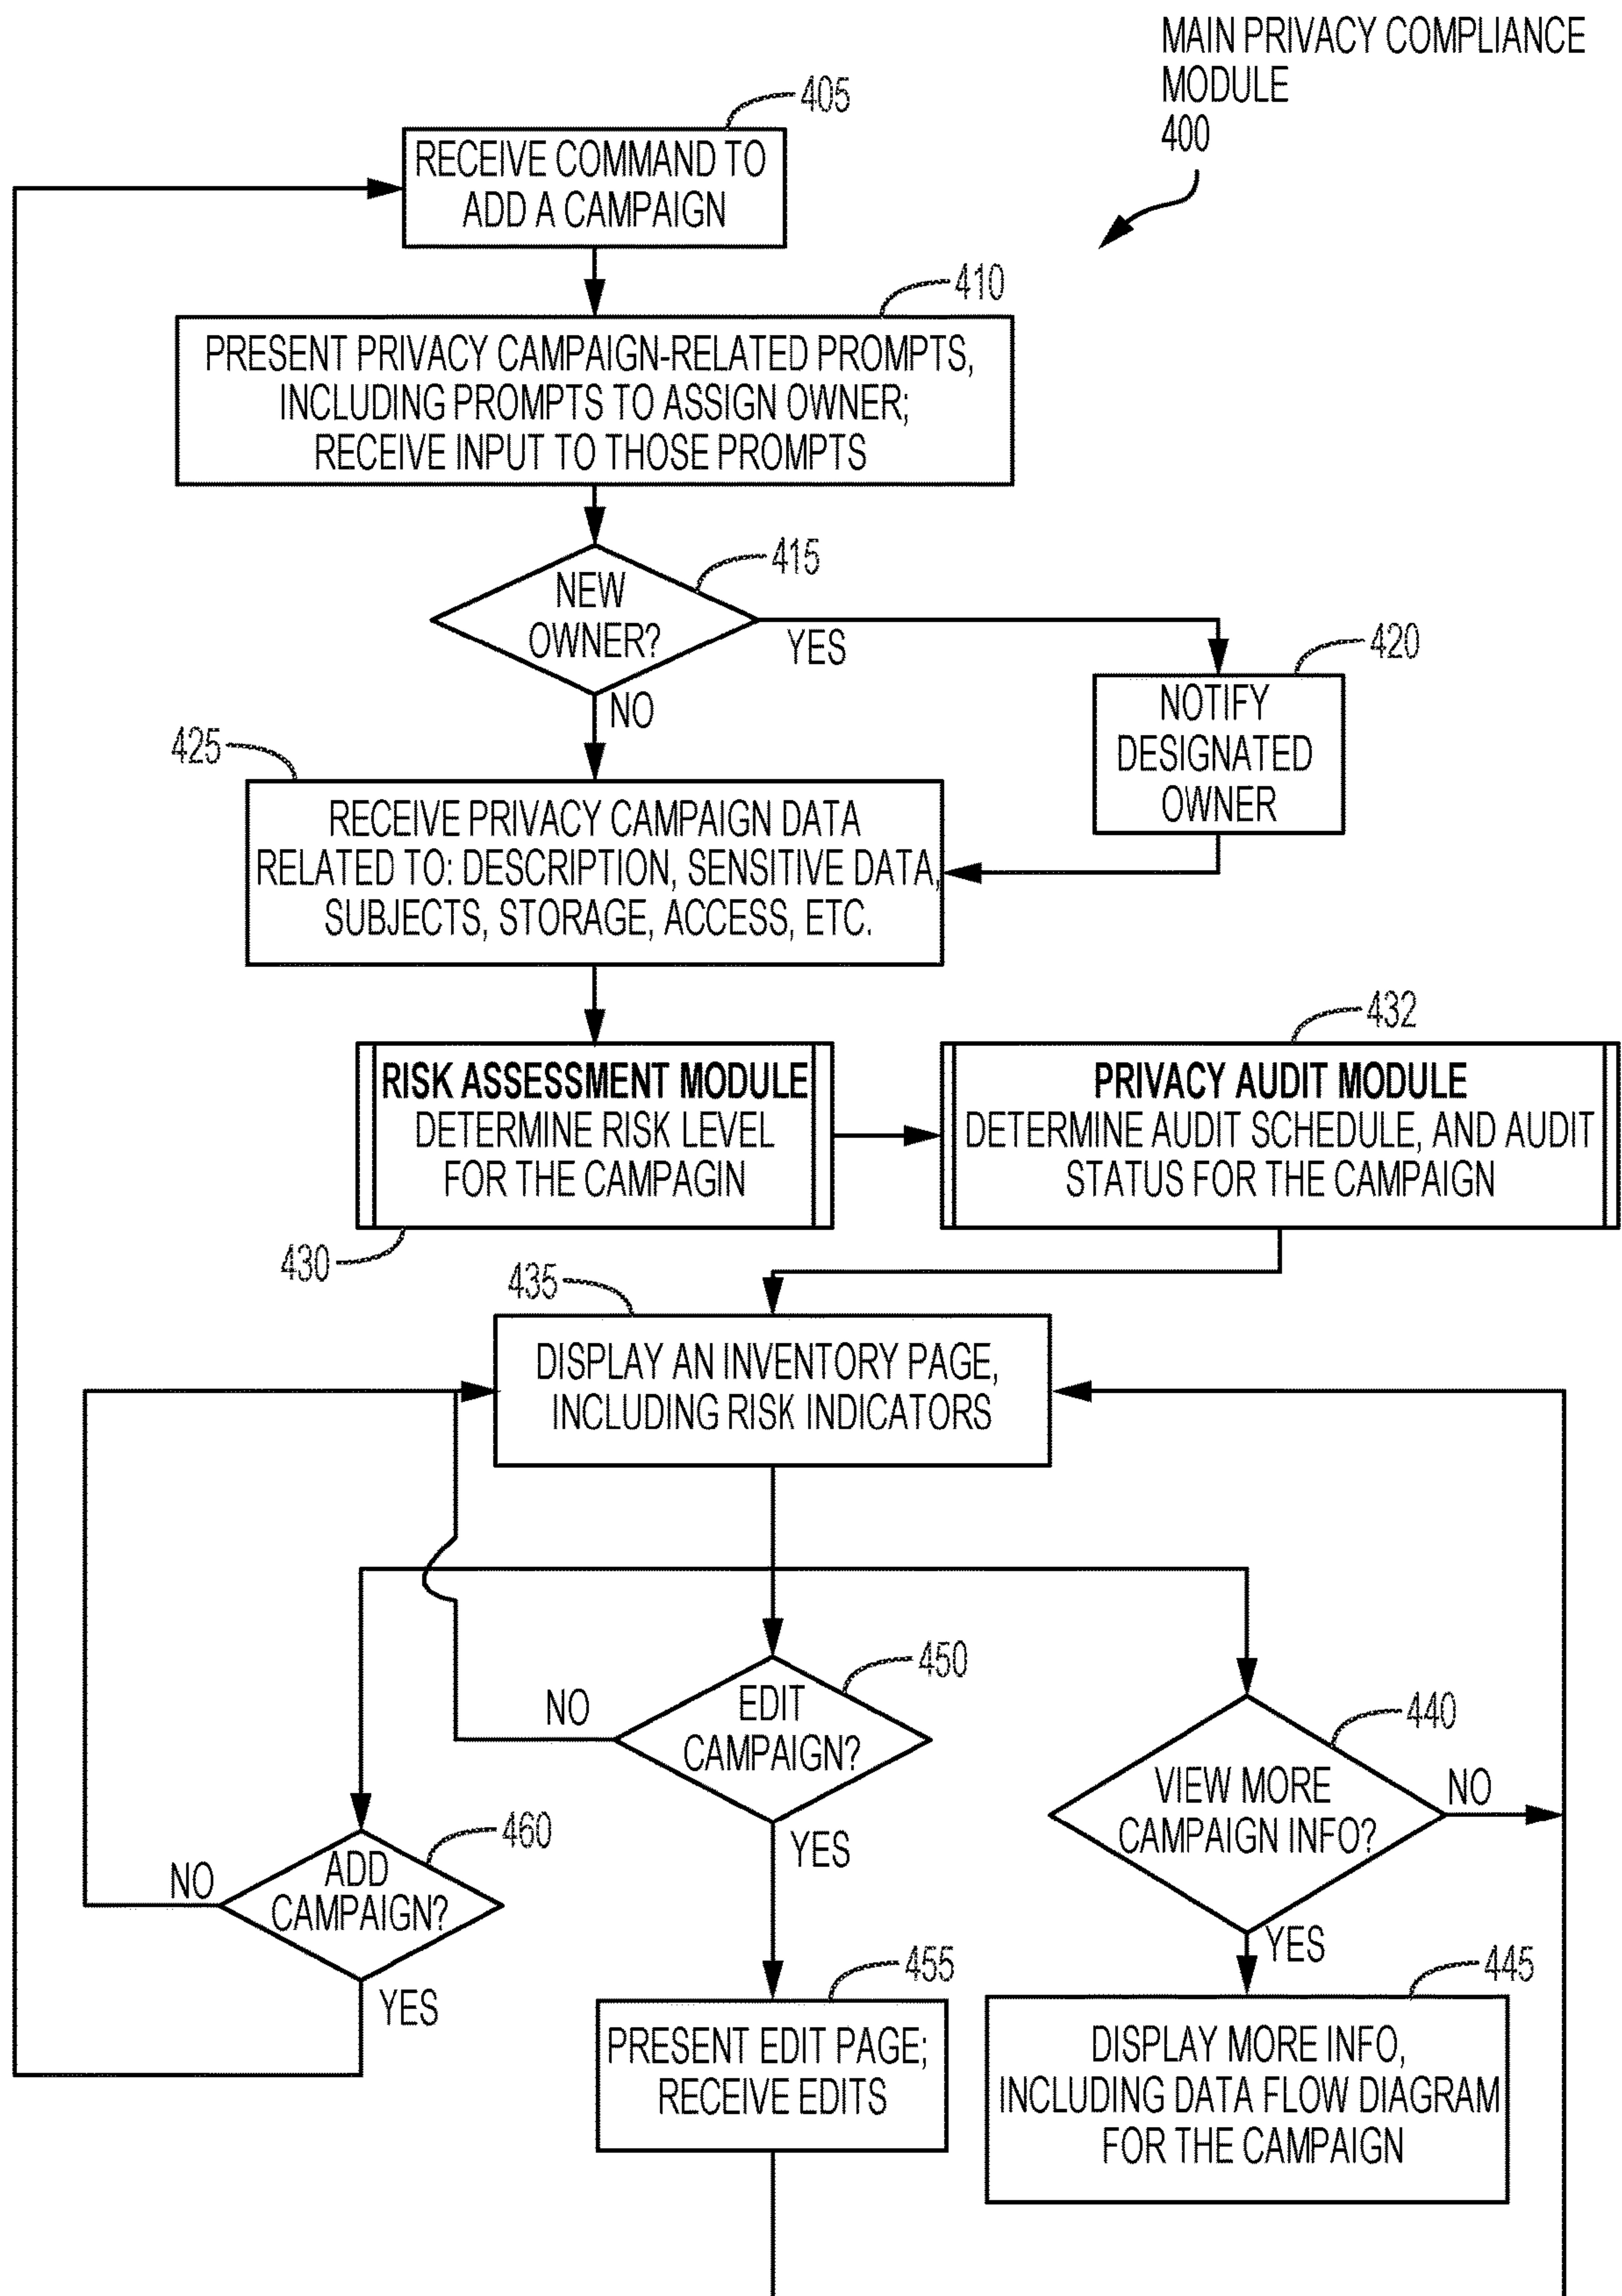 MAIN PRIVACY COMPLIANCE
MODULE
400
405
RECEIVE COMMAND TO
ADD A CAMPAIGN
410
PRESENT PRIVACY CAMPAIGN-RELATED PROMPTS,
INCLUDING PROMPTS TO ASSIGN OWNER;
RECEIVE INPUT TO THOSE PROMPTS
415
NEW
OWNER?
YES
NO
420
NOTIFY
DESIGNATED
OWNER
425
RECEIVE PRIVACY CAMPAIGN DATA
RELATED TO: DESCRIPTION, SENSITIVE DATA,
SUBJECTS, STORAGE, ACCESS, ETC.
RISK ASSESSMENT MODULE
DETERMINE RISK LEVEL
FOR THE CAMPAGIN
430
432
PRIVACY AUDIT MODULE
DETERMINE AUDIT SCHEDULE, AND AUDIT
STATUS FOR THE CAMPAIGN
435
DISPLAY AN INVENTORY PAGE,
INCLUDING RISK INDICATORS
450
EDIT
CAMPAIGN?
NO
YES
440
VIEW MORE
CAMPAIGN INFO?
NO
YES
460
ADD
CAMPAIGN?
NO
YES
455
PRESENT EDIT PAGE;
RECEIVE EDITS
445
DISPLAY MORE INFO,
INCLUDING DATA FLOW DIAGRAM
FOR THE CAMPAIGN